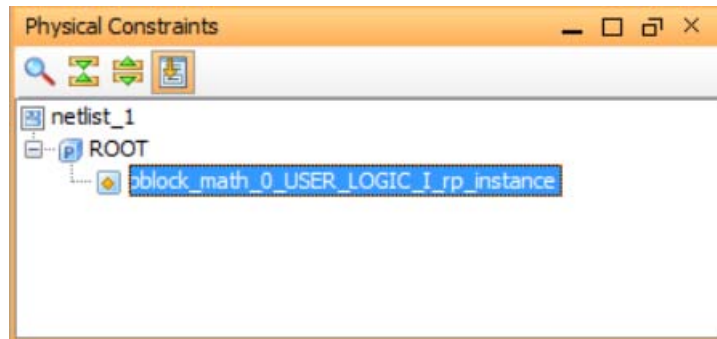 Physical Constraints
netlist_1
ROOT
pblock_math_0_USER_LOGIC_I_rp_instance